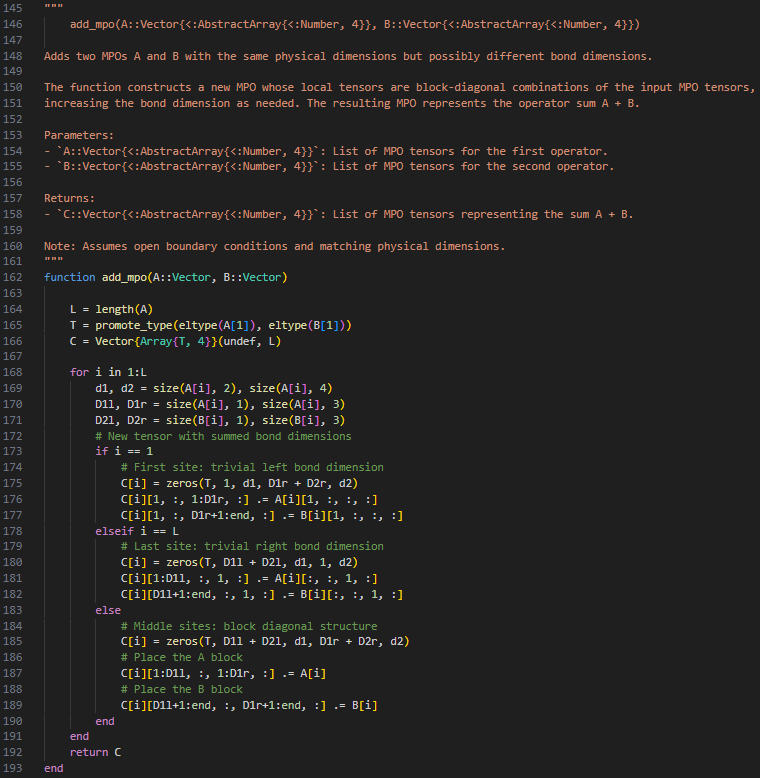 145 """
146     add_mpo(A::Vector{<:AbstractArray{<:Number, 4}}, B::Vector{<:AbstractArray{<:Number, 4}})
147
148 Adds two MPOs A and B with the same physical dimensions but possibly different bond dimensions.
149
150 The function constructs a new MPO whose local tensors are block-diagonal combinations of the input MPO tensors,
151 increasing the bond dimension as needed. The resulting MPO represents the operator sum A + B.
152
153 Parameters:
154 - `A::Vector{<:AbstractArray{<:Number, 4}}`: List of MPO tensors for the first operator.
155 - `B::Vector{<:AbstractArray{<:Number, 4}}`: List of MPO tensors for the second operator.
156
157 Returns:
158 - `C::Vector{<:AbstractArray{<:Number, 4}}`: List of MPO tensors representing the sum A + B.
159
160 Note: Assumes open boundary conditions and matching physical dimensions.
161 """
162 function add_mpo(A::Vector, B::Vector)
163
164     L = length(A)
165     T = promote_type(eltype(A[1]), eltype(B[1]))
166     C = Vector{Array{T, 4}}(undef, L)
167
168     for i in 1:L
169         d1, d2 = size(A[i], 2), size(A[i], 4)
170         D1l, D1r = size(A[i], 1), size(A[i], 3)
171         D2l, D2r = size(B[i], 1), size(B[i], 3)
172         # New tensor with summed bond dimensions
173         if i == 1
174             # First site: trivial left bond dimension
175             C[i] = zeros(T, 1, d1, D1r + D2r, d2)
176             C[i][1, :, 1:D1r, :] .= A[i][1, :, :, :]
177             C[i][1, :, D1r+1:end, :] .= B[i][1, :, :, :]
178         elseif i == L
179             # Last site: trivial right bond dimension
180             C[i] = zeros(T, D1l + D2l, d1, 1, d2)
181             C[i][1:D1l, :, 1, :] .= A[i][:, :, 1, :]
182             C[i][D1l+1:end, :, 1, :] .= B[i][:, :, 1, :]
183         else
184             # Middle sites: block diagonal structure
185             C[i] = zeros(T, D1l + D2l, d1, D1r + D2r, d2)
186             # Place the A block
187             C[i][1:D1l, :, 1:D1r, :] .= A[i]
188             # Place the B block
189             C[i][D1l+1:end, :, D1r+1:end, :] .= B[i]
190         end
191     end
192     return C
193 end